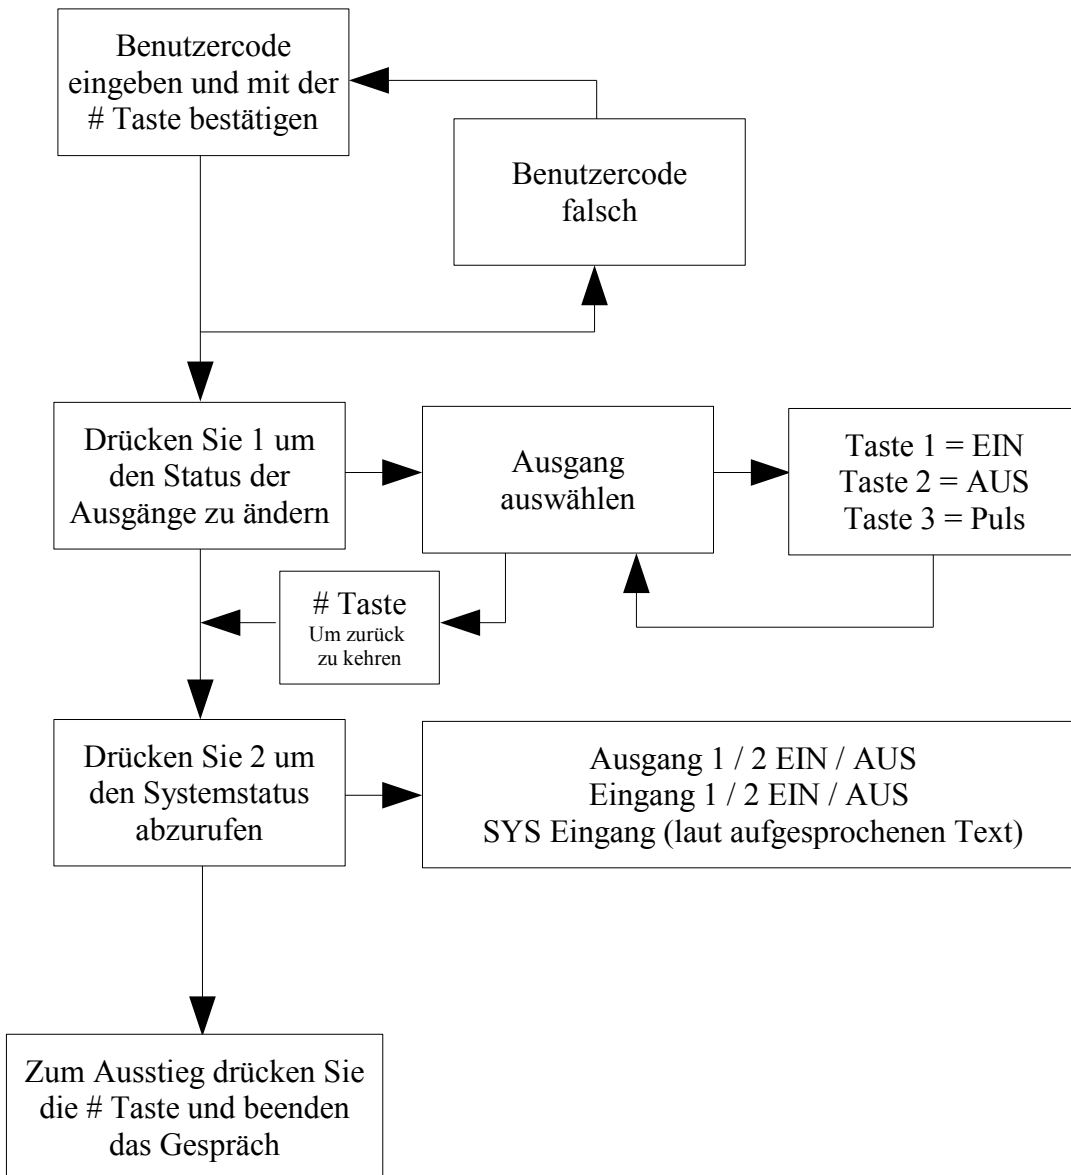 Benutzercode
eingeben und mit der
# Taste bestätigen
Benutzercode
falsch
Drücken Sie 1 um
den Status der
Ausgänge zu ändern
Ausgang
auswählen
Taste 1 = EIN
Taste 2 = AUS
Taste 3 = Puls
# Taste
Um zurück
zu kehren
Drücken Sie 2 um
den Systemstatus
abzurufen
Ausgang 1 / 2 EIN / AUS
Eingang 1 / 2 EIN / AUS
SYS Eingang (laut aufgesprochenen Text)
Zum Ausstieg drücken Sie
die # Taste und beenden
das Gespräch